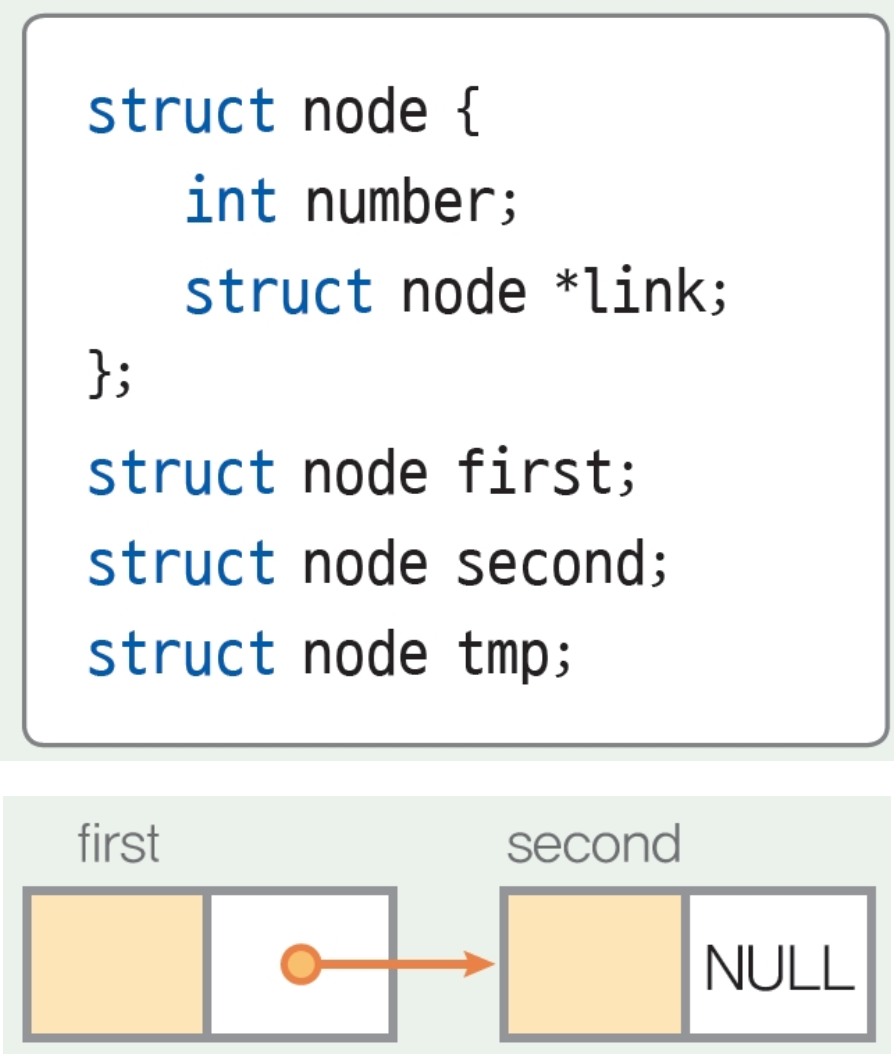 struct node {
    int number;
    struct node *link;
};
struct node first;
struct node second;
struct node tmp;
first second
NULL